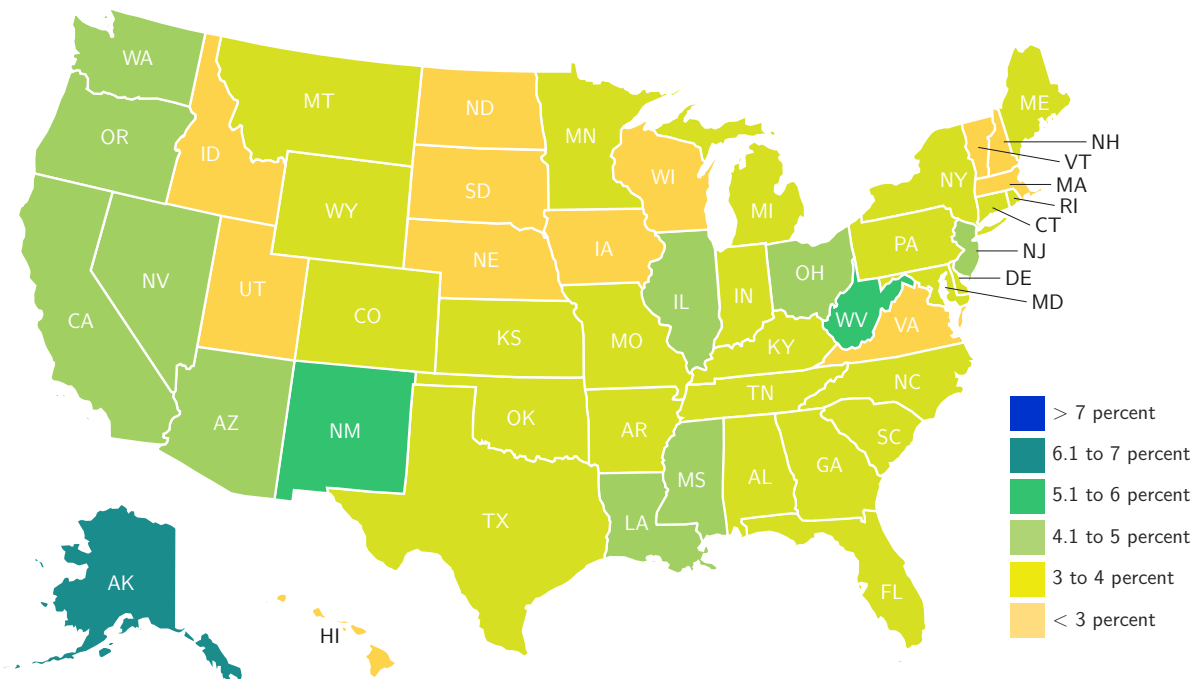 WA
MT
ND
ME
OR
MN
NH
ID
VT
WI
NY
MA
SD
RI
WY
MI
CT
PA
NJ
NE
IA
OH
NV
DE
UT
IN
IL
MD
CO
WV
CA
VA
KS
MO
KY
NC
TN
> 7 percent
OK
AZ
NM
AR
SC
6.1 to 7 percent
GA
AL
MS
5.1 to 6 percent
TX
LA
4.1 to 5 percent
AK
3 to 4 percent
FL
< 3 percent
HI